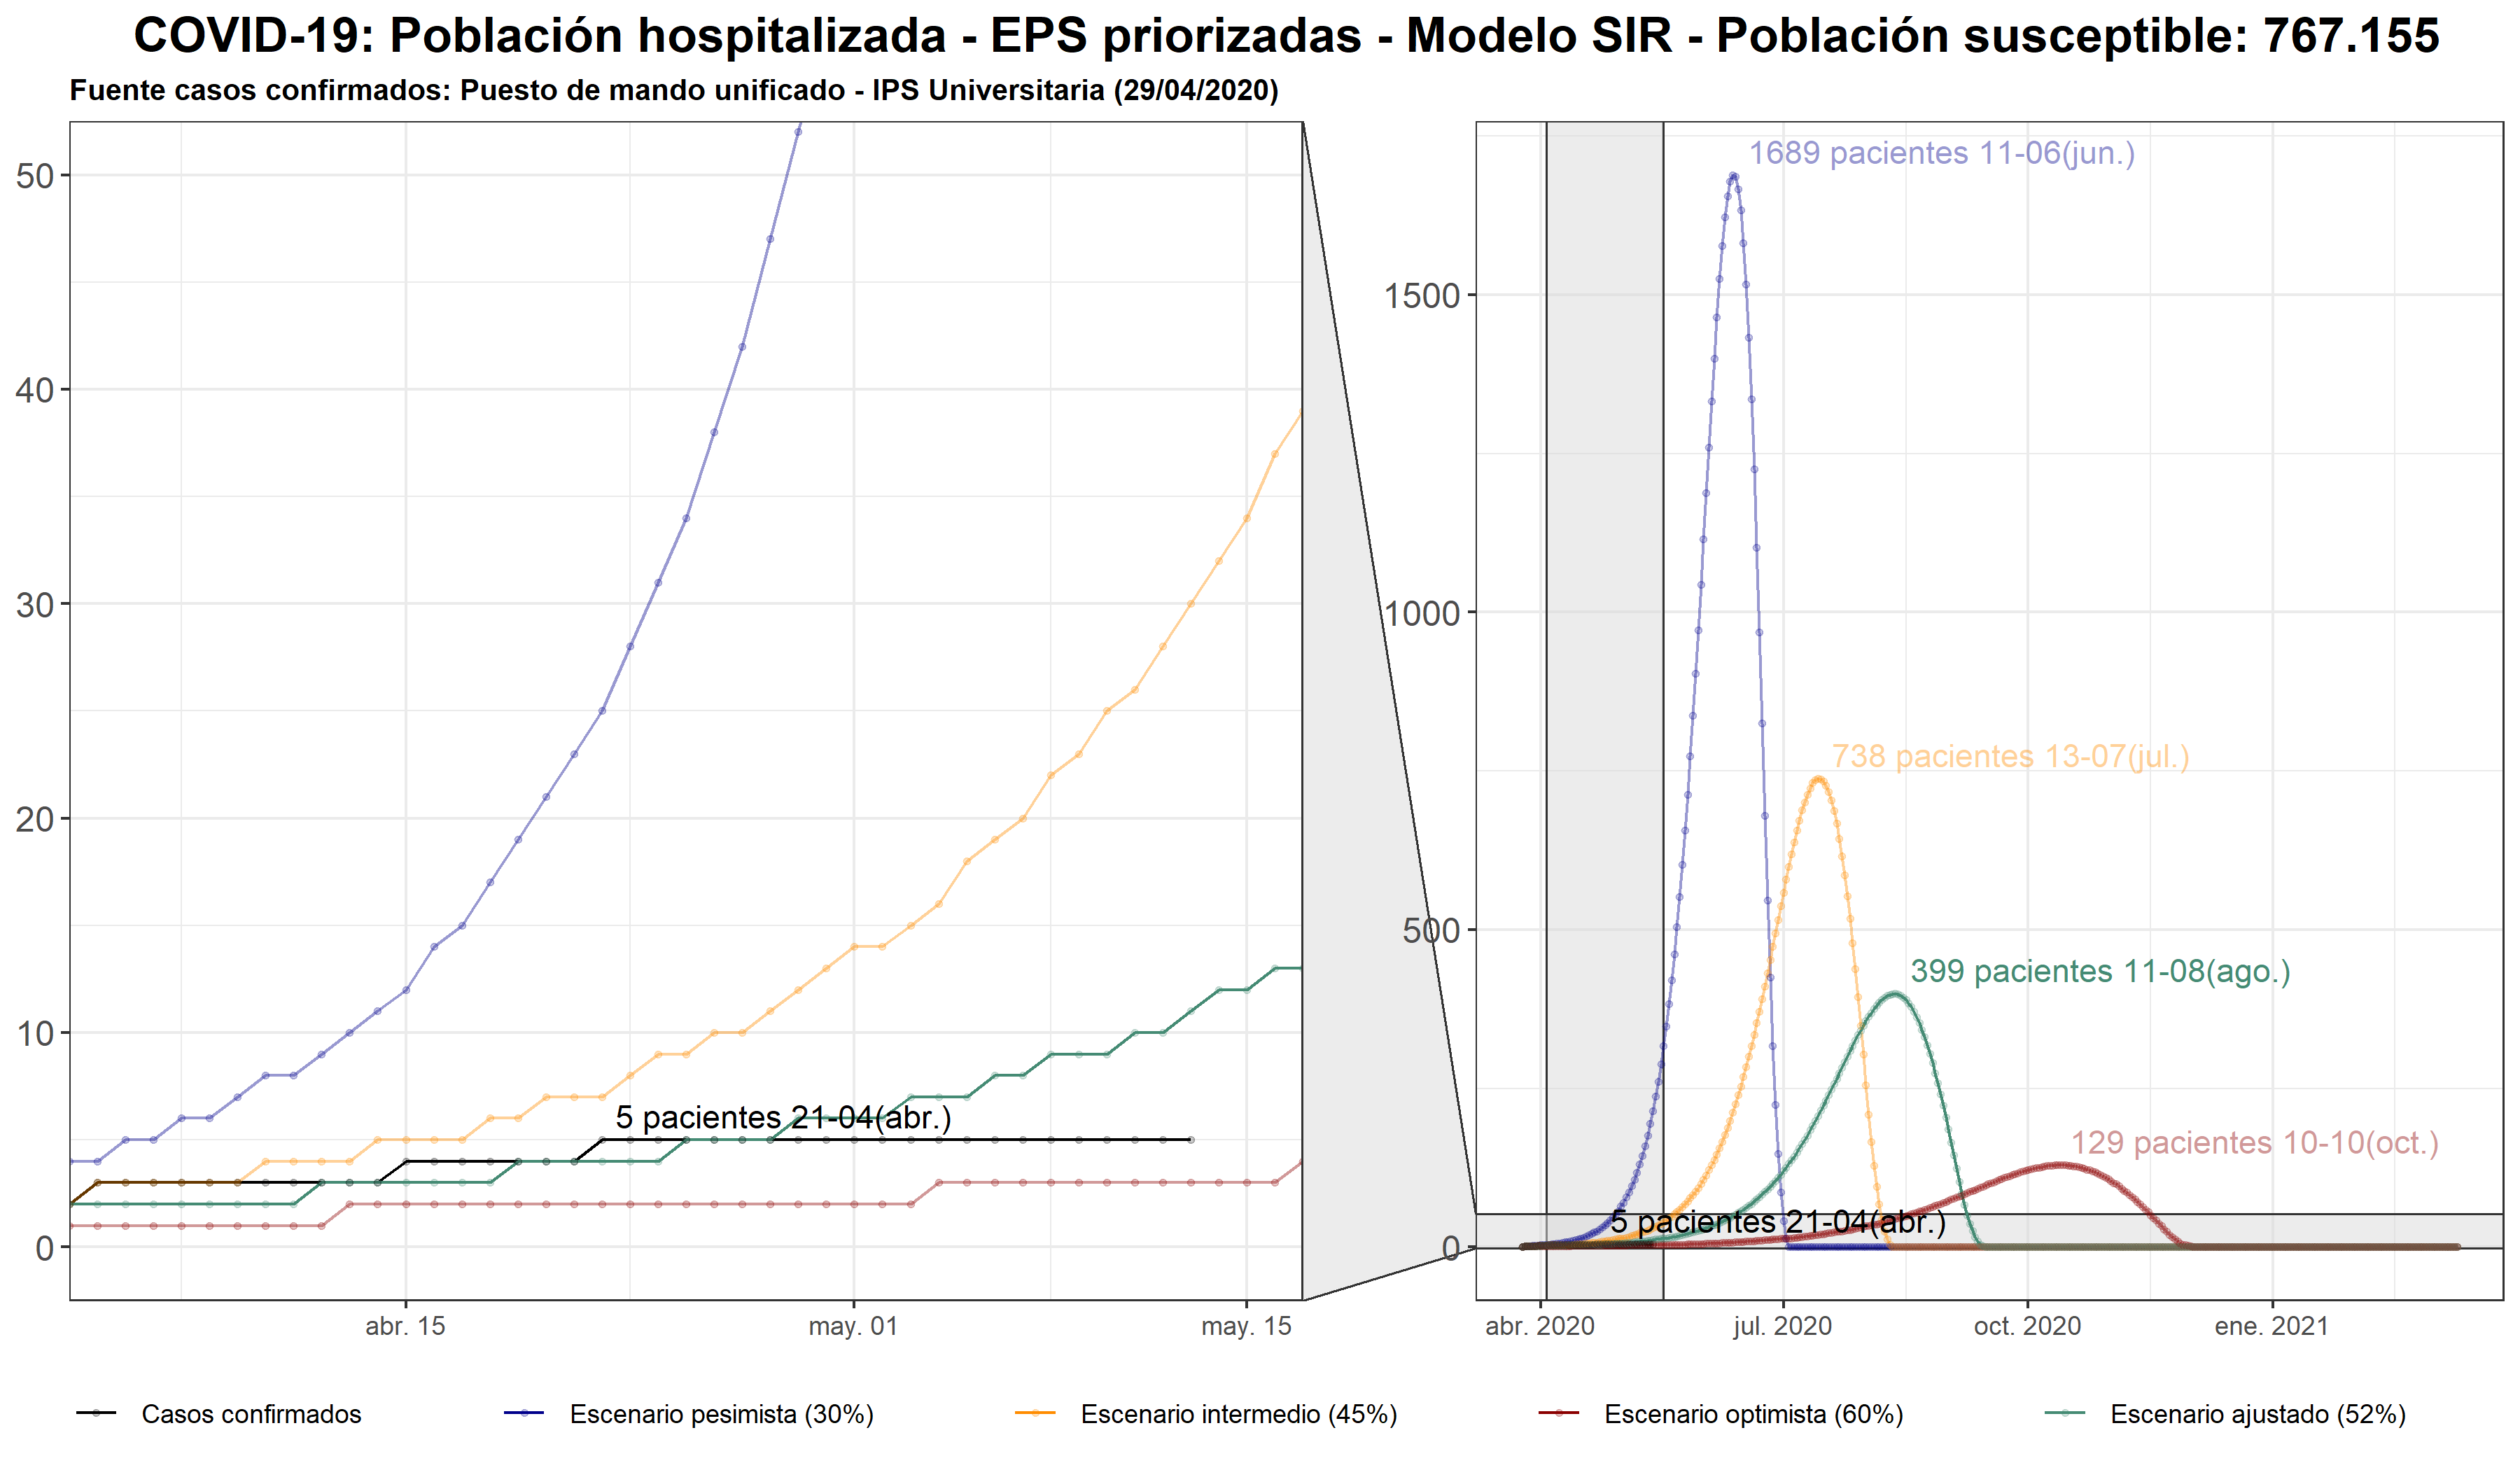 COVID-19: Población hospitalizada - EPS priorizadas - Modelo SIR - Población susceptible: 767.155
Fuente casos confirmados: Puesto de mando unificado - IPS Universitaria (29/04/2020)
50
40
30
20
10
0
5 pacientes 21-04(abr.)
abr. 15
may. 01
may. 15
1500
1000
500
0
1689 pacientes 11-06(jun.)
738 pacientes 13-07(jul.)
399 pacientes 11-08(ago.)
129 pacientes 10-10(oct.)
5 pacientes 21-04(abr.)
abr. 2020
jul. 2020
oct. 2020
ene. 2021
Casos confirmados
Escenario pesimista (30%)
Escenario intermedio (45%)
Escenario optimista (60%)
Escenario ajustado (52%)